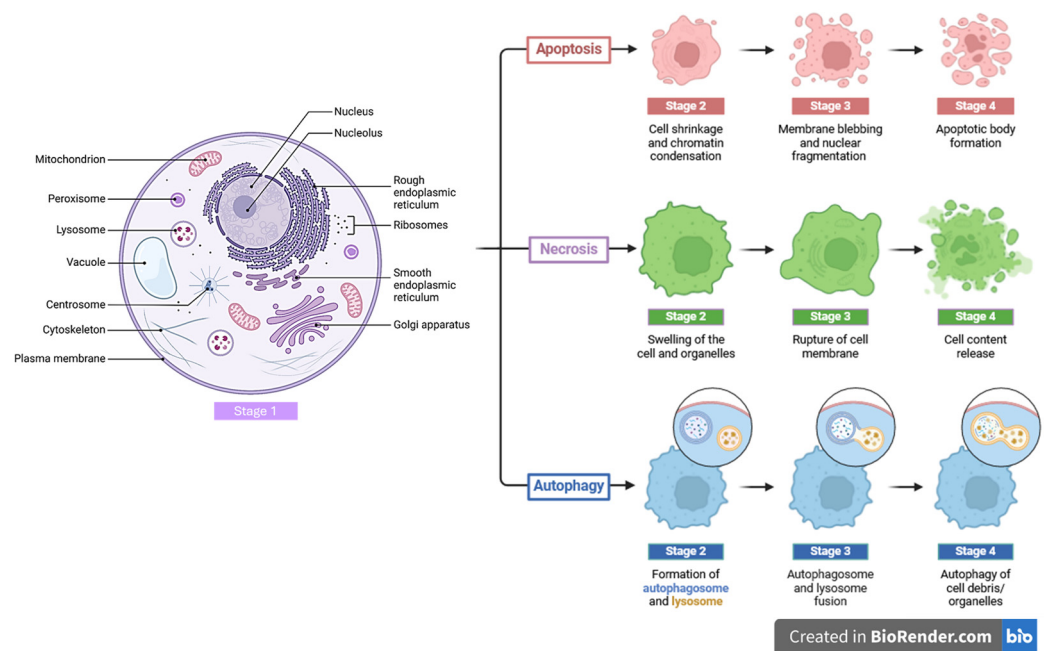 Nucleus
Nucleolus
Mitochondrion
Peroxisome
Lysosome
Vacuole
Centrosome
Cytoskeleton
Plasma membrane
Rough
endoplasmic
reticulum
Ribosomes
Smooth
endoplasmic
reticulum
Golgi apparatus
Stage 1
Apoptosis
Stage 2
Cell shrinkage
and chromatin
condensation
Stage 3
Membrane blebbing
and nuclear
fragmentation
Stage 4
Apoptotic body
formation
Necrosis
Stage 2
Swelling of the
cell and organelles
Stage 3
Rupture of cell
membrane
Stage 4
Cell content
release
Autophagy
Stage 2
Formation of
autophagosome
and lysosome
Stage 3
Autophagosome
and lysosome
fusion
Stage 4
Autophagy of
cell debris/
organelles
Created in BioRender.com bio